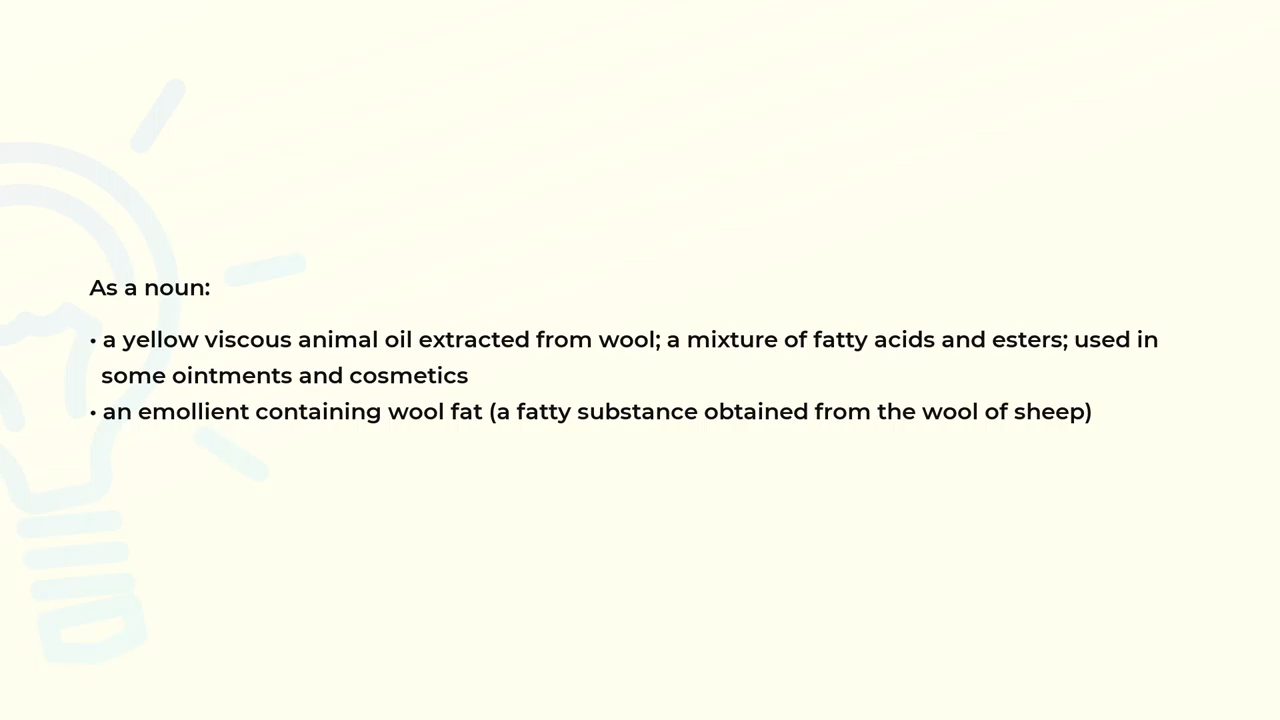 As a noun:
• a yellow viscous animal oil extracted from wool; a mixture of fatty acids and esters; used in
some ointments and cosmetics
• an emollient containing wool fat (a fatty substance obtained from the wool of sheep)